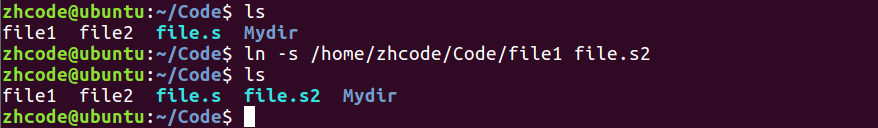 zhcode@ubuntu:~/Code$ ls
file1  file2  file.s  Mydir
zhcode@ubuntu:~/Code$ ln -s /home/zhcode/Code/file1 file.s2
zhcode@ubuntu:~/Code$ ls
file1  file2  file.s  file.s2  Mydir
zhcode@ubuntu:~/Code$